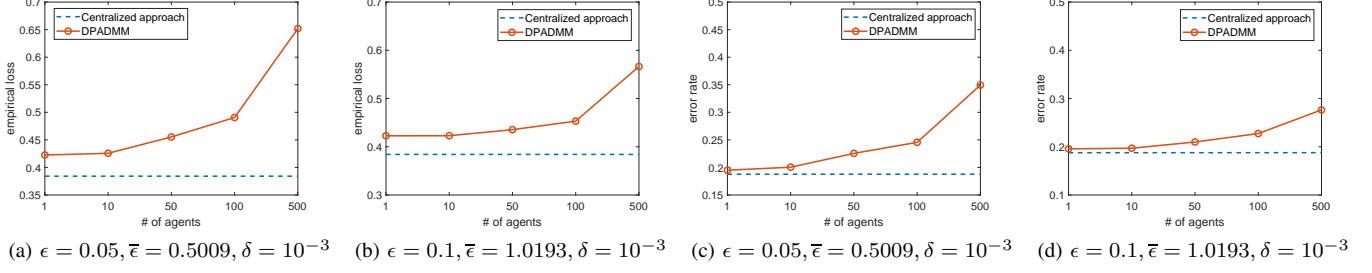 Centralized approach
DPADMM
empirical loss
0.7
0.65
0.6
0.55
0.5
0.45
0.4
0.35
1 10 50 100 500
# of agents
(a) ϵ = 0.05, ϵ̅ = 0.5009, δ = 10⁻³
Centralized approach
DPADMM
empirical loss
0.7
0.6
0.5
0.4
0.3
1 10 50 100 500
# of agents
(b) ϵ = 0.1, ϵ̅ = 1.0193, δ = 10⁻³
Centralized approach
DPADMM
error rate
0.5
0.45
0.4
0.35
0.3
0.25
0.2
0.15
1 10 50 100 500
# of agents
(c) ϵ = 0.05, ϵ̅ = 0.5009, δ = 10⁻³
Centralized approach
DPADMM
error rate
0.5
0.4
0.3
0.2
0.1
1 10 50 100 500
# of agents
(d) ϵ = 0.1, ϵ̅ = 1.0193, δ = 10⁻³